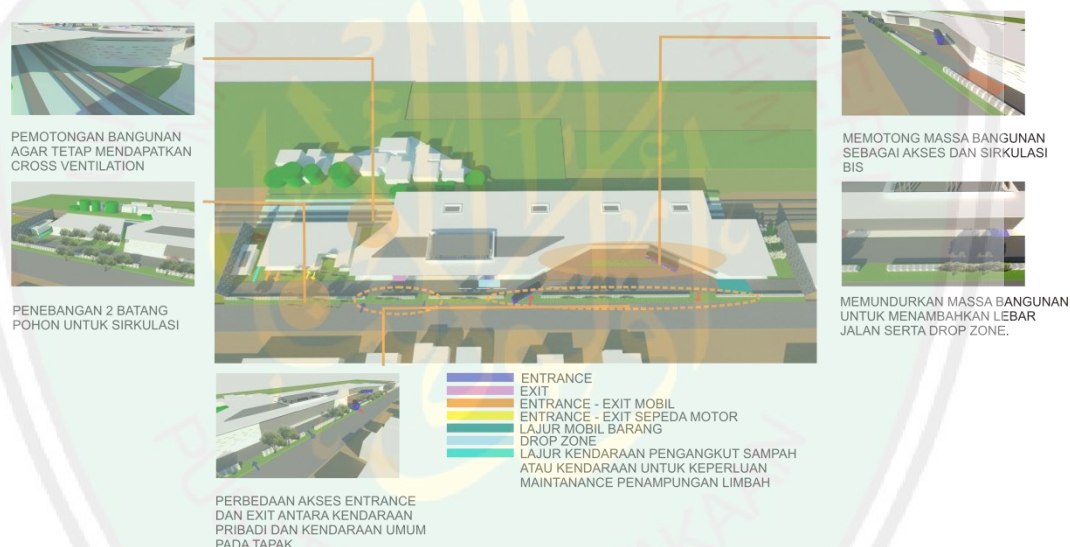 PEMOTONGAN BANGUNAN
AGAR TETAP MENDAPATKAN
CROSS VENTILATION
PENEBANGAN 2 BATANG
POHON UNTUK SIRKULASI
MEMOTONG MASSA BANGUNAN
SEBAGAI AKSES DAN SIRKULASI
BIS
MEMUNDURKAN MASSA BANGUNAN
UNTUK MENAMBAHKAN LEBAR
JALAN SERTA DROP ZONE.
PERBEDAAN AKSES ENTRANCE
DAN EXIT ANTARA KENDARAAN
PRIBADI DAN KENDARAAN UMUM
PADA TAPAK
ENTRANCE
EXIT
ENTRANCE - EXIT MOBIL
ENTRANCE - EXIT SEPEDA MOTOR
LAJUR MOBIL BARANG
DROP ZONE
LAJUR KENDARAAN PENGANGKUT SAMPAH
ATAU KENDARAAN UNTUK KEPERLUAN
MAINTANANCE PENAMPUNGAN LIMBAH